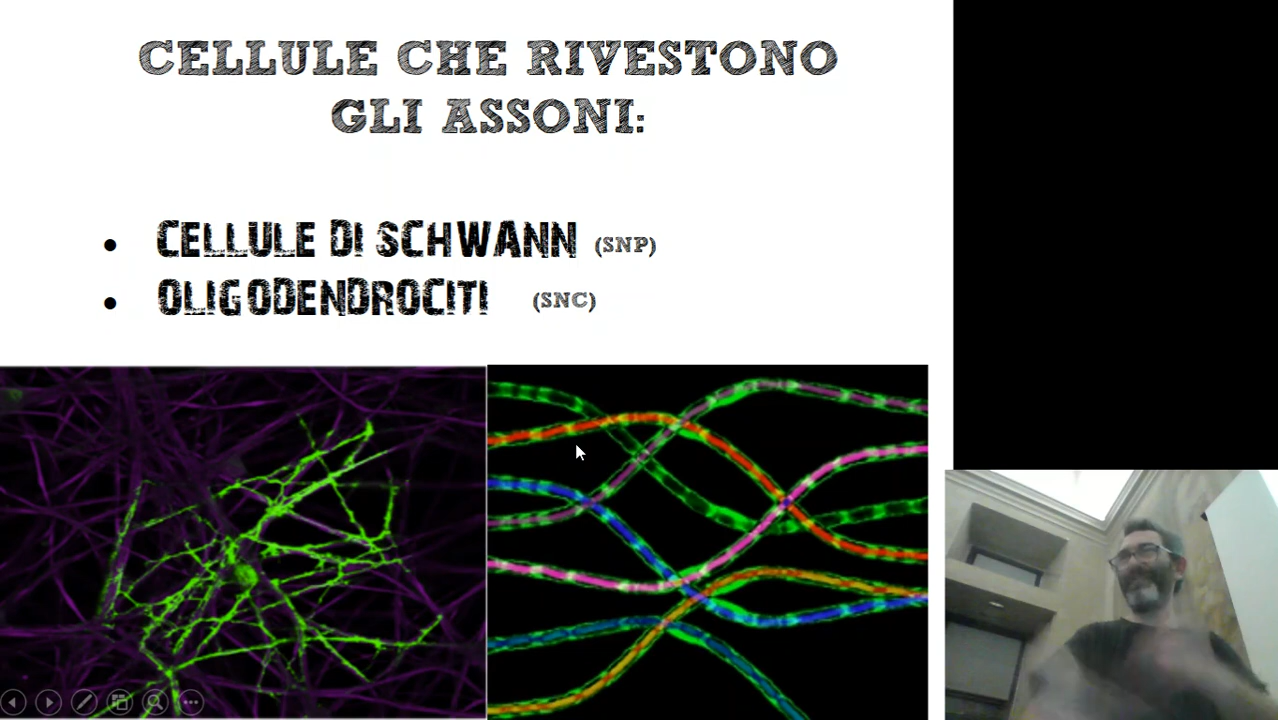 CELLULE CHE RIVESTONO
GLI ASSONI:
• CELLULE DI SCHWANN (SNP)
• OLIGODENDROCITI (SNC)